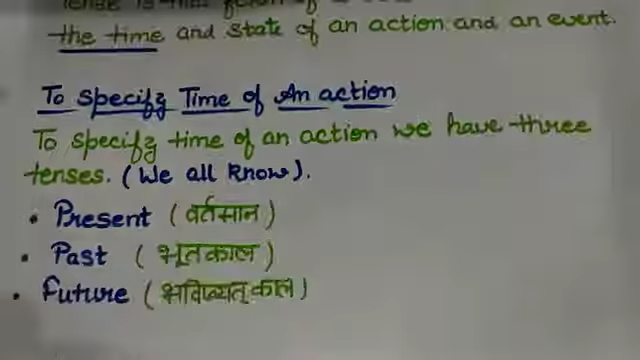 the time and state of an action and an event.
To Specify Time of An action
To specify time of an action we have three
tenses. (We all know).
• Present (वर्तमान)
• Past (भूतकाल)
• Future (भविष्यत् काल)